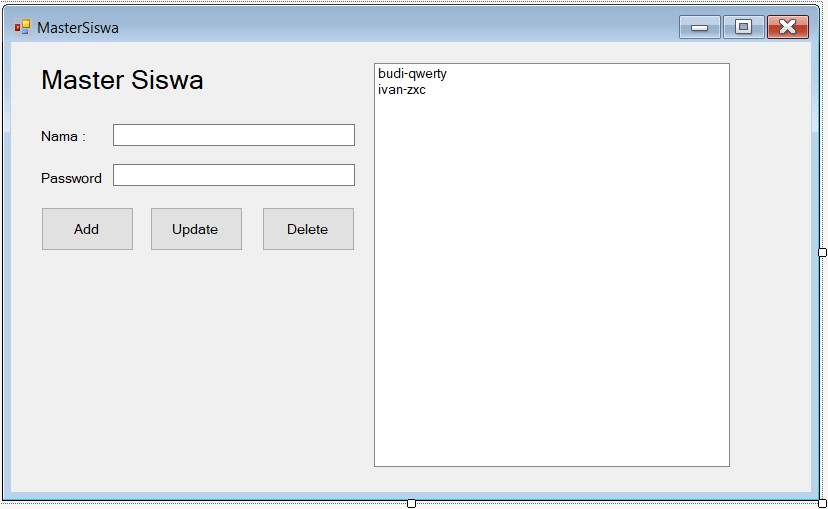 MasterSiswa
Master Siswa
Nama :
Password
Add
Update
Delete
budi-qwerty
ivan-zxc